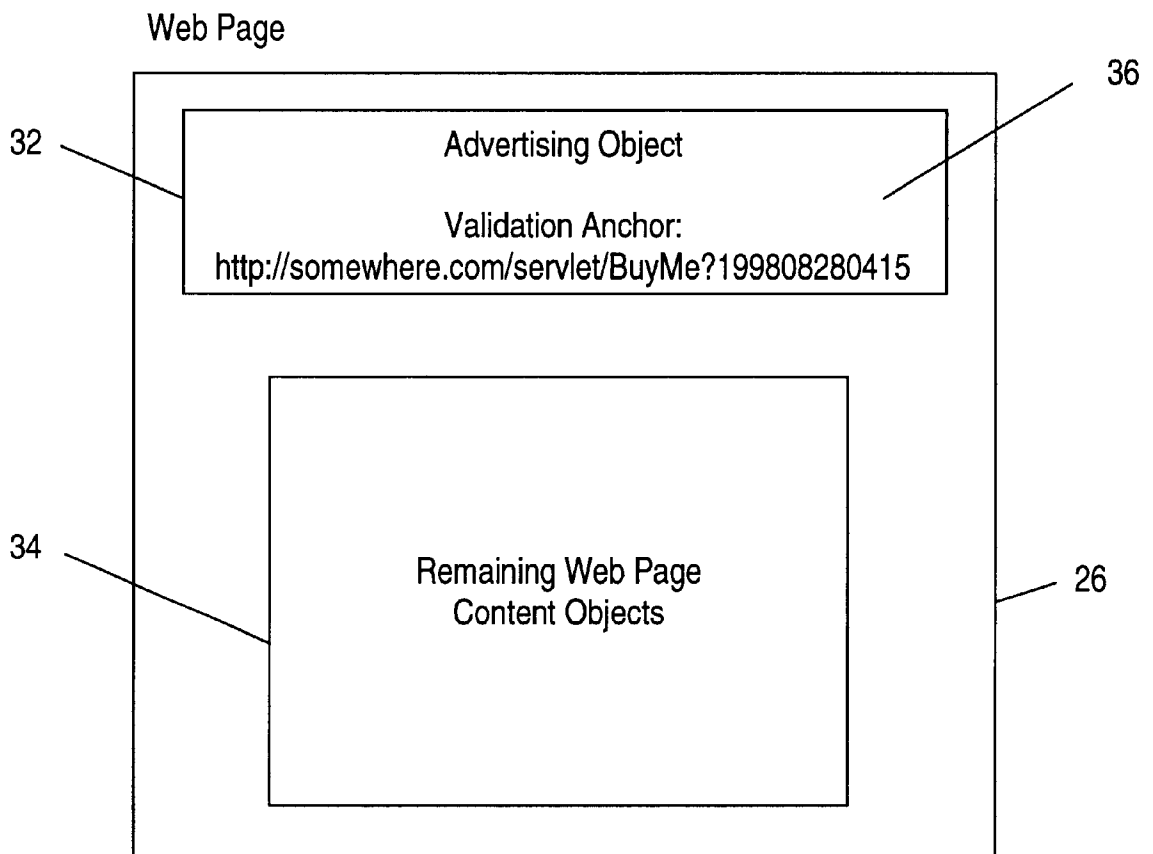 Web Page
36
32
Advertising Object
Validation Anchor:
http://somewhere.com/servlet/BuyMe?199808280415
34
Remaining Web Page
Content Objects
26